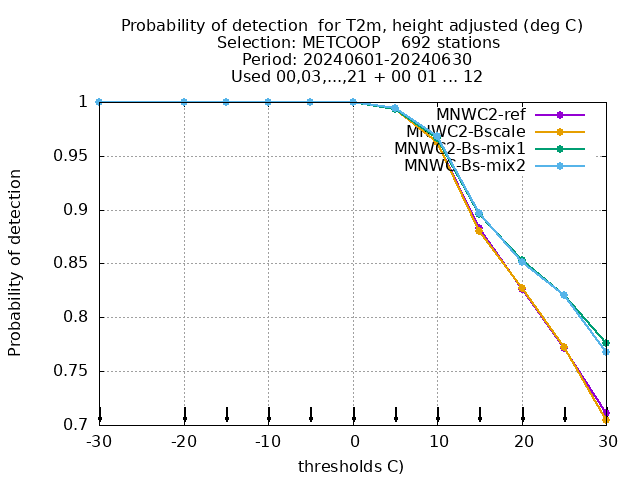 Probability of detection  for T2m, height adjusted (deg C)
Selection: METCOOP    692 stations
Period: 20240601-20240630
Used 00,03,...,21 + 00 01 ... 12
Probability of detection
1
0.95
0.9
0.85
0.8
0.75
0.7
MNWC2-ref
MNWC2-Bscale
MNWC2-Bs-mix1
MNWC-Bs-mix2
-30
-20
-10
0
10
20
30
thresholds C)